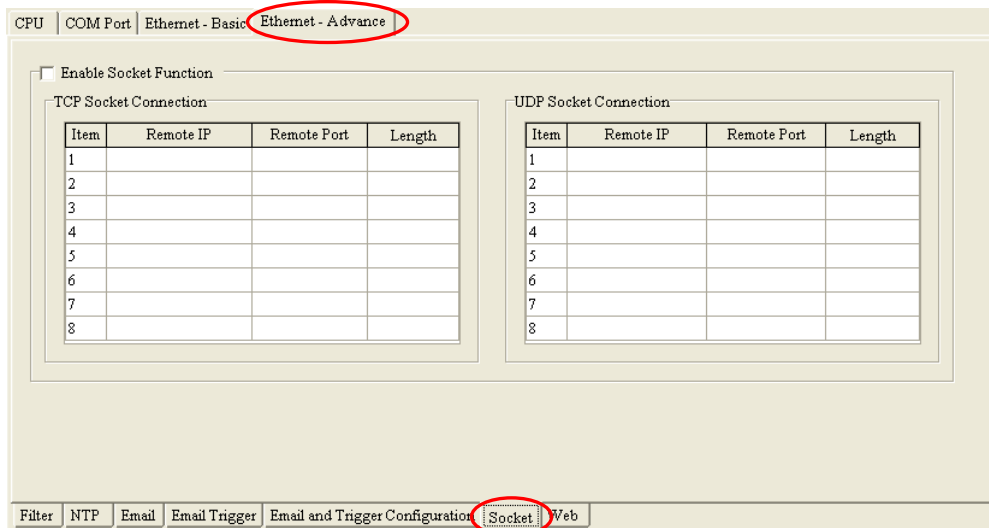 CPU COM Port Ethernet - Basic Ethernet - Advance
Enable Socket Function
TCP Socket Connection UDP Socket Connection
Item Remote IP Remote Port Length Item Remote IP Remote Port Length
1 1
2 2
3 3
4 4
5 5
6 6
7 7
8 8
Filter NTP Email Email Trigger Email and Trigger Configuration Socket Web